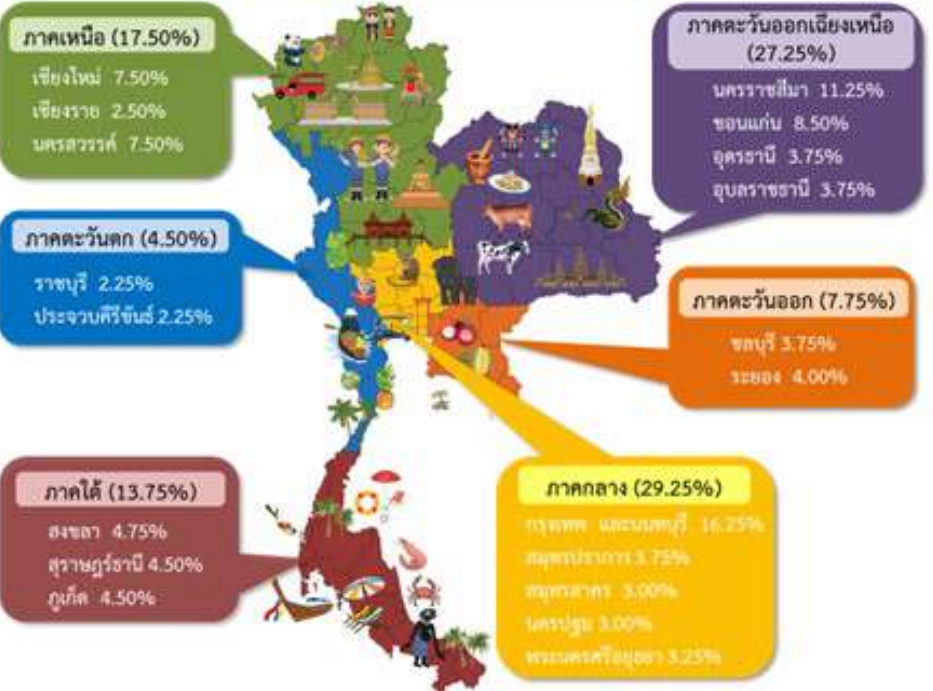 ภาคเหนือ (17.50%)
เชียงใหม่ 7.50%
เชียงราย 2.50%
นครสวรรค์ 7.50%
ภาคตะวันออกเฉียงเหนือ
(27.25%)
นครราชสีมา 11.25%
ขอนแก่น 8.50%
อุดรธานี 3.75%
อุบลราชธานี 3.75%
ภาคตะวันตก (4.50%)
ราชบุรี 2.25%
ประจวบคีรีขันธ์ 2.25%
ภาคตะวันออก (7.75%)
ชลบุรี 3.75%
ระยอง 4.00%
ภาคใต้ (13.75%)
สงขลา 4.75%
สุราษฎร์ธานี 4.50%
ภูเก็ต 4.50%
ภาคกลาง (29.25%)
กรุงเทพ และนนทบุรี 16.25%
สมุทรปราการ 3.75%
สมุทรสาคร 3.00%
นครปฐม 3.00%
พระนครศรีอยุธยา 3.25%